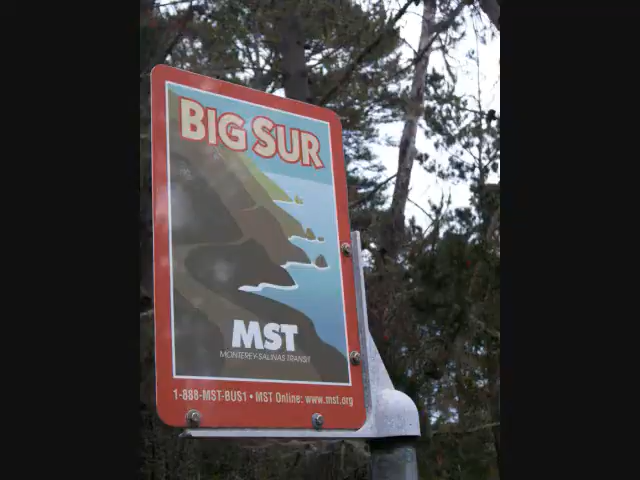 BIG SUR
MST
MONTEREY-SALINAS TRANSIT
1-888-MST-BUS1 • MST Online: www.mst.org